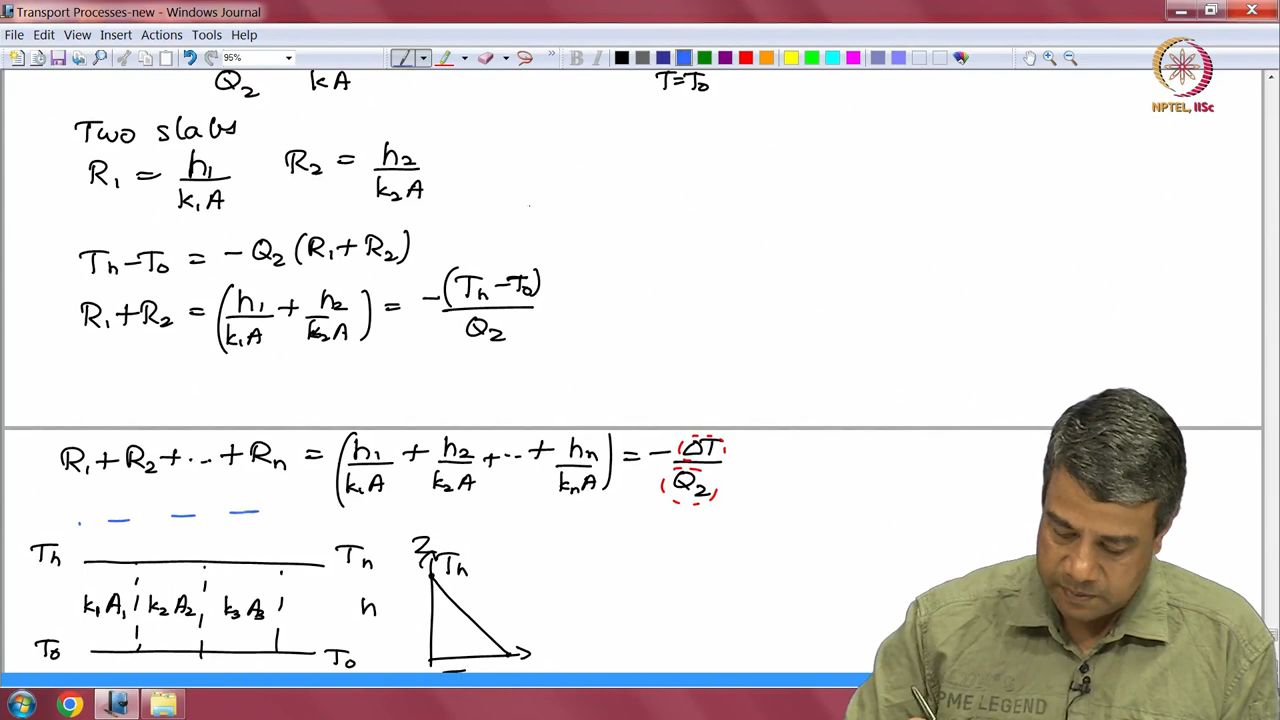 Transport Processes-new - Windows Journal
File Edit View Insert Actions Tools Help
95%
NPTEL, IISc
Q₂ kA
T=T₀
Two slabs
R₁ = h₁/k₁A R₂ = h₂/k₂A
Tₕ-T₀ = -Q₂(R₁+R₂)
R₁+R₂ = (h₁/k₁A + h₂/k₂A) = -(Tₕ-T₀)/Q₂
R₁+R₂+...+Rₙ = (h₁/k₁A + h₂/k₂A + ... + hₙ/kₙA) = -ΔT/Q₂
Tₕ Tₕ z Tₕ
k₁A₁ k₂A₂ k₃A₃ h
T₀ T₀
PME LEGEND